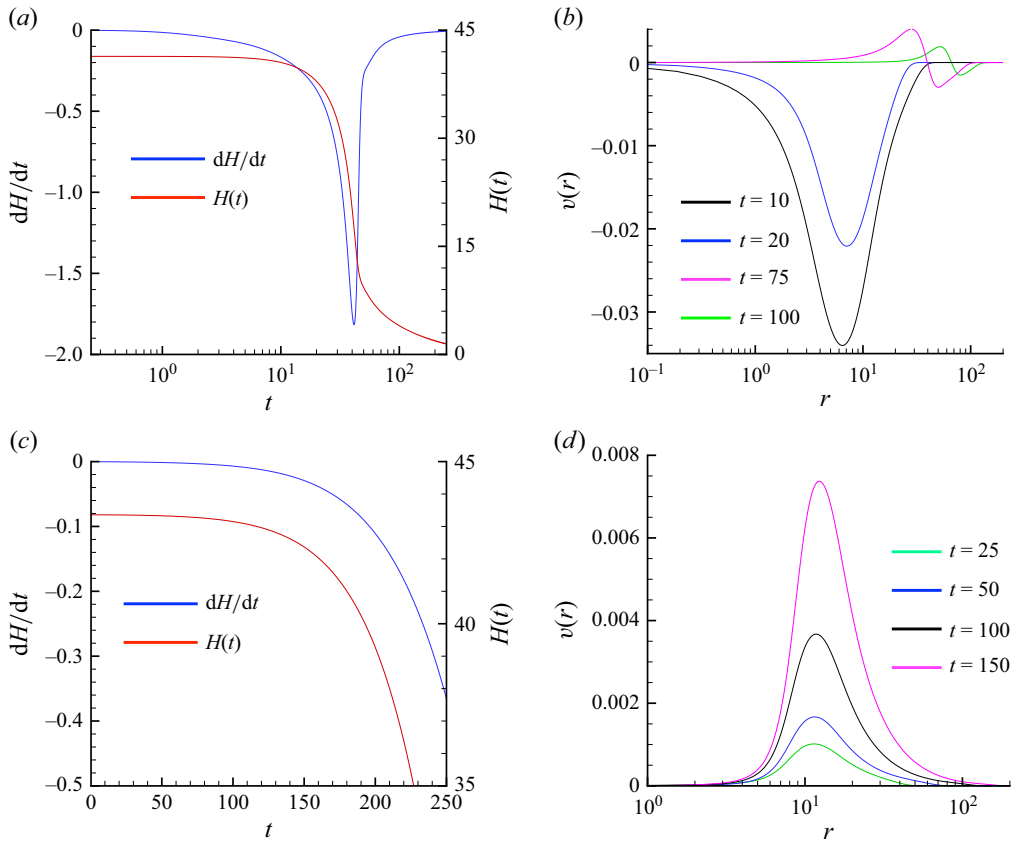 (a)
0
–0.5
–1.0
–1.5
–2.0
dH/dt
45
30
15
0
H(t)
dH/dt
H(t)
10^0
10^1
10^2
t
(b)
0
–0.01
–0.02
–0.03
v(r)
t = 10
t = 20
t = 75
t = 100
10^-1
10^0
10^1
10^2
r
(c)
0
–0.1
–0.2
–0.3
–0.4
–0.5
dH/dt
45
40
35
H(t)
dH/dt
H(t)
0
50
100
150
200
250
t
(d)
0.008
0.006
0.004
0.002
0
v(r)
t = 25
t = 50
t = 100
t = 150
10^0
10^1
10^2
r